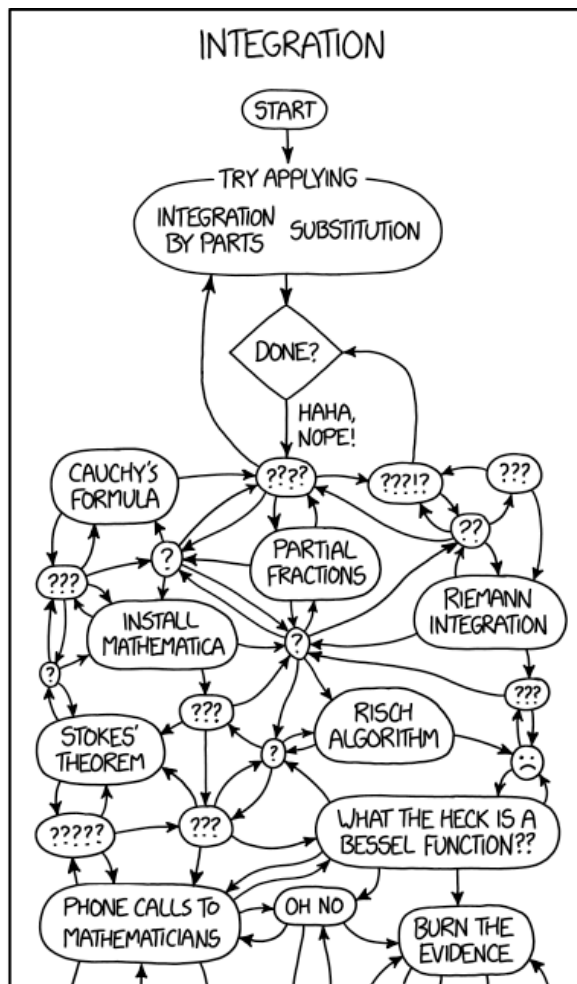 INTEGRATION
START
TRY APPLYING
INTEGRATION
BY PARTS
SUBSTITUTION
DONE?
HAHA,
NOPE!
CAUCHY'S
FORMULA
????
???!?
???
??
?
PARTIAL
FRACTIONS
???
INSTALL
MATHEMATICA
RIEMANN
INTEGRATION
?
?
???
???
STOKES'
THEOREM
RISCH
ALGORITHM
?
?????
???
WHAT THE HECK IS A
BESSEL FUNCTION??
PHONE CALLS TO
MATHEMATICIANS
OH NO
BURN THE
EVIDENCE